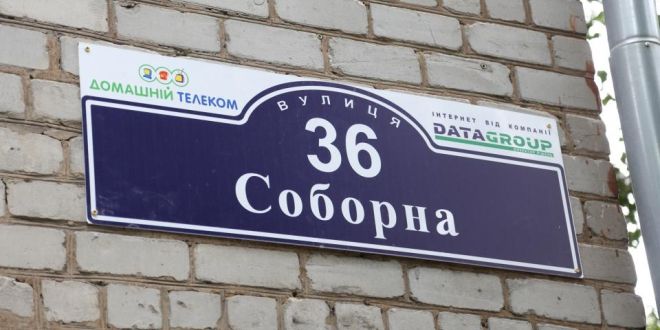 ДОМАШНІЙ ТЕЛЕКОМ
ВУЛИЦЯ
ІНТЕРНЕТ ВІД КОМПАНІЇ
DATAGROUP
36
Соборна